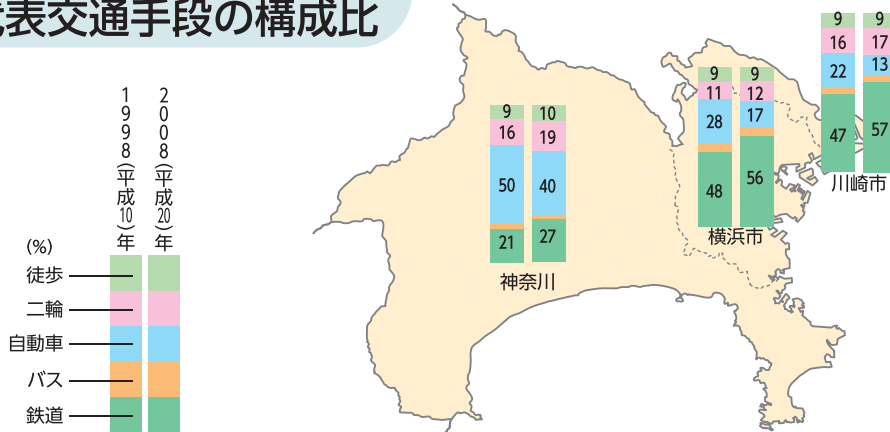 表交通手段の構成比
1998(平成10)年
2008(平成20)年
(%)
徒歩
二輪
自動車
バス
鉄道
9 10
16 19
50 40
21 27
神奈川
9 9
11 12
28 17
48 56
横浜市
9 9
16 17
22 13
47 57
川崎市